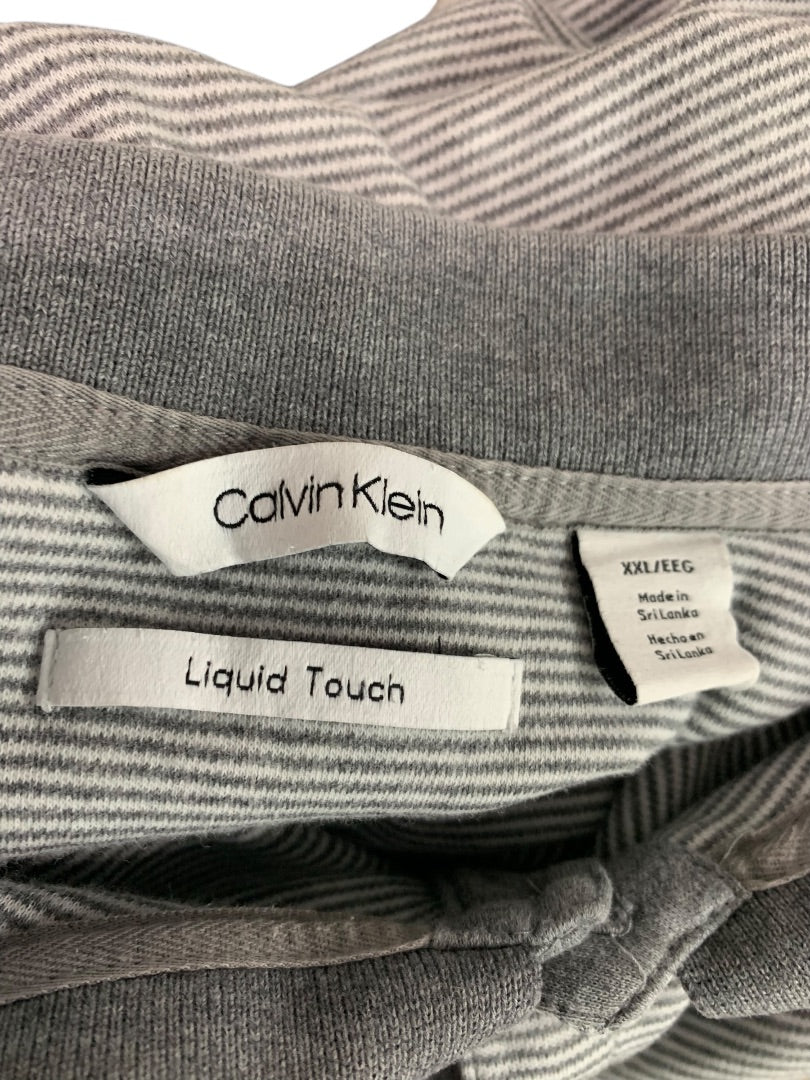 Calvin Klein
Liquid Touch
XXL/EEG
Made in
Sri Lanka
Hecho en
Sri Lanka